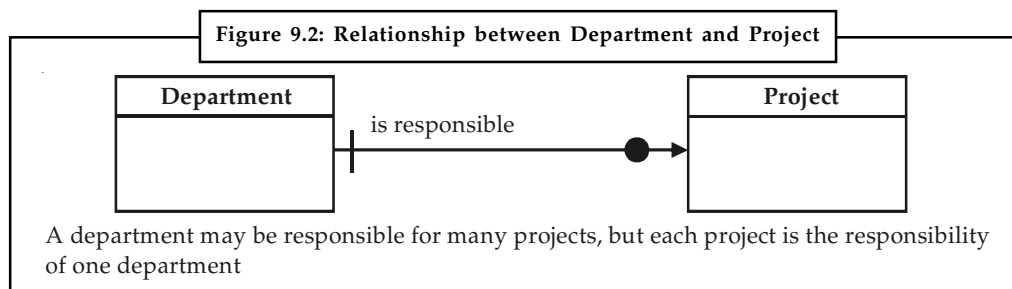 Figure 9.2: Relationship between Department and Project
Department
Project
is responsible
A department may be responsible for many projects, but each project is the responsibility
of one department